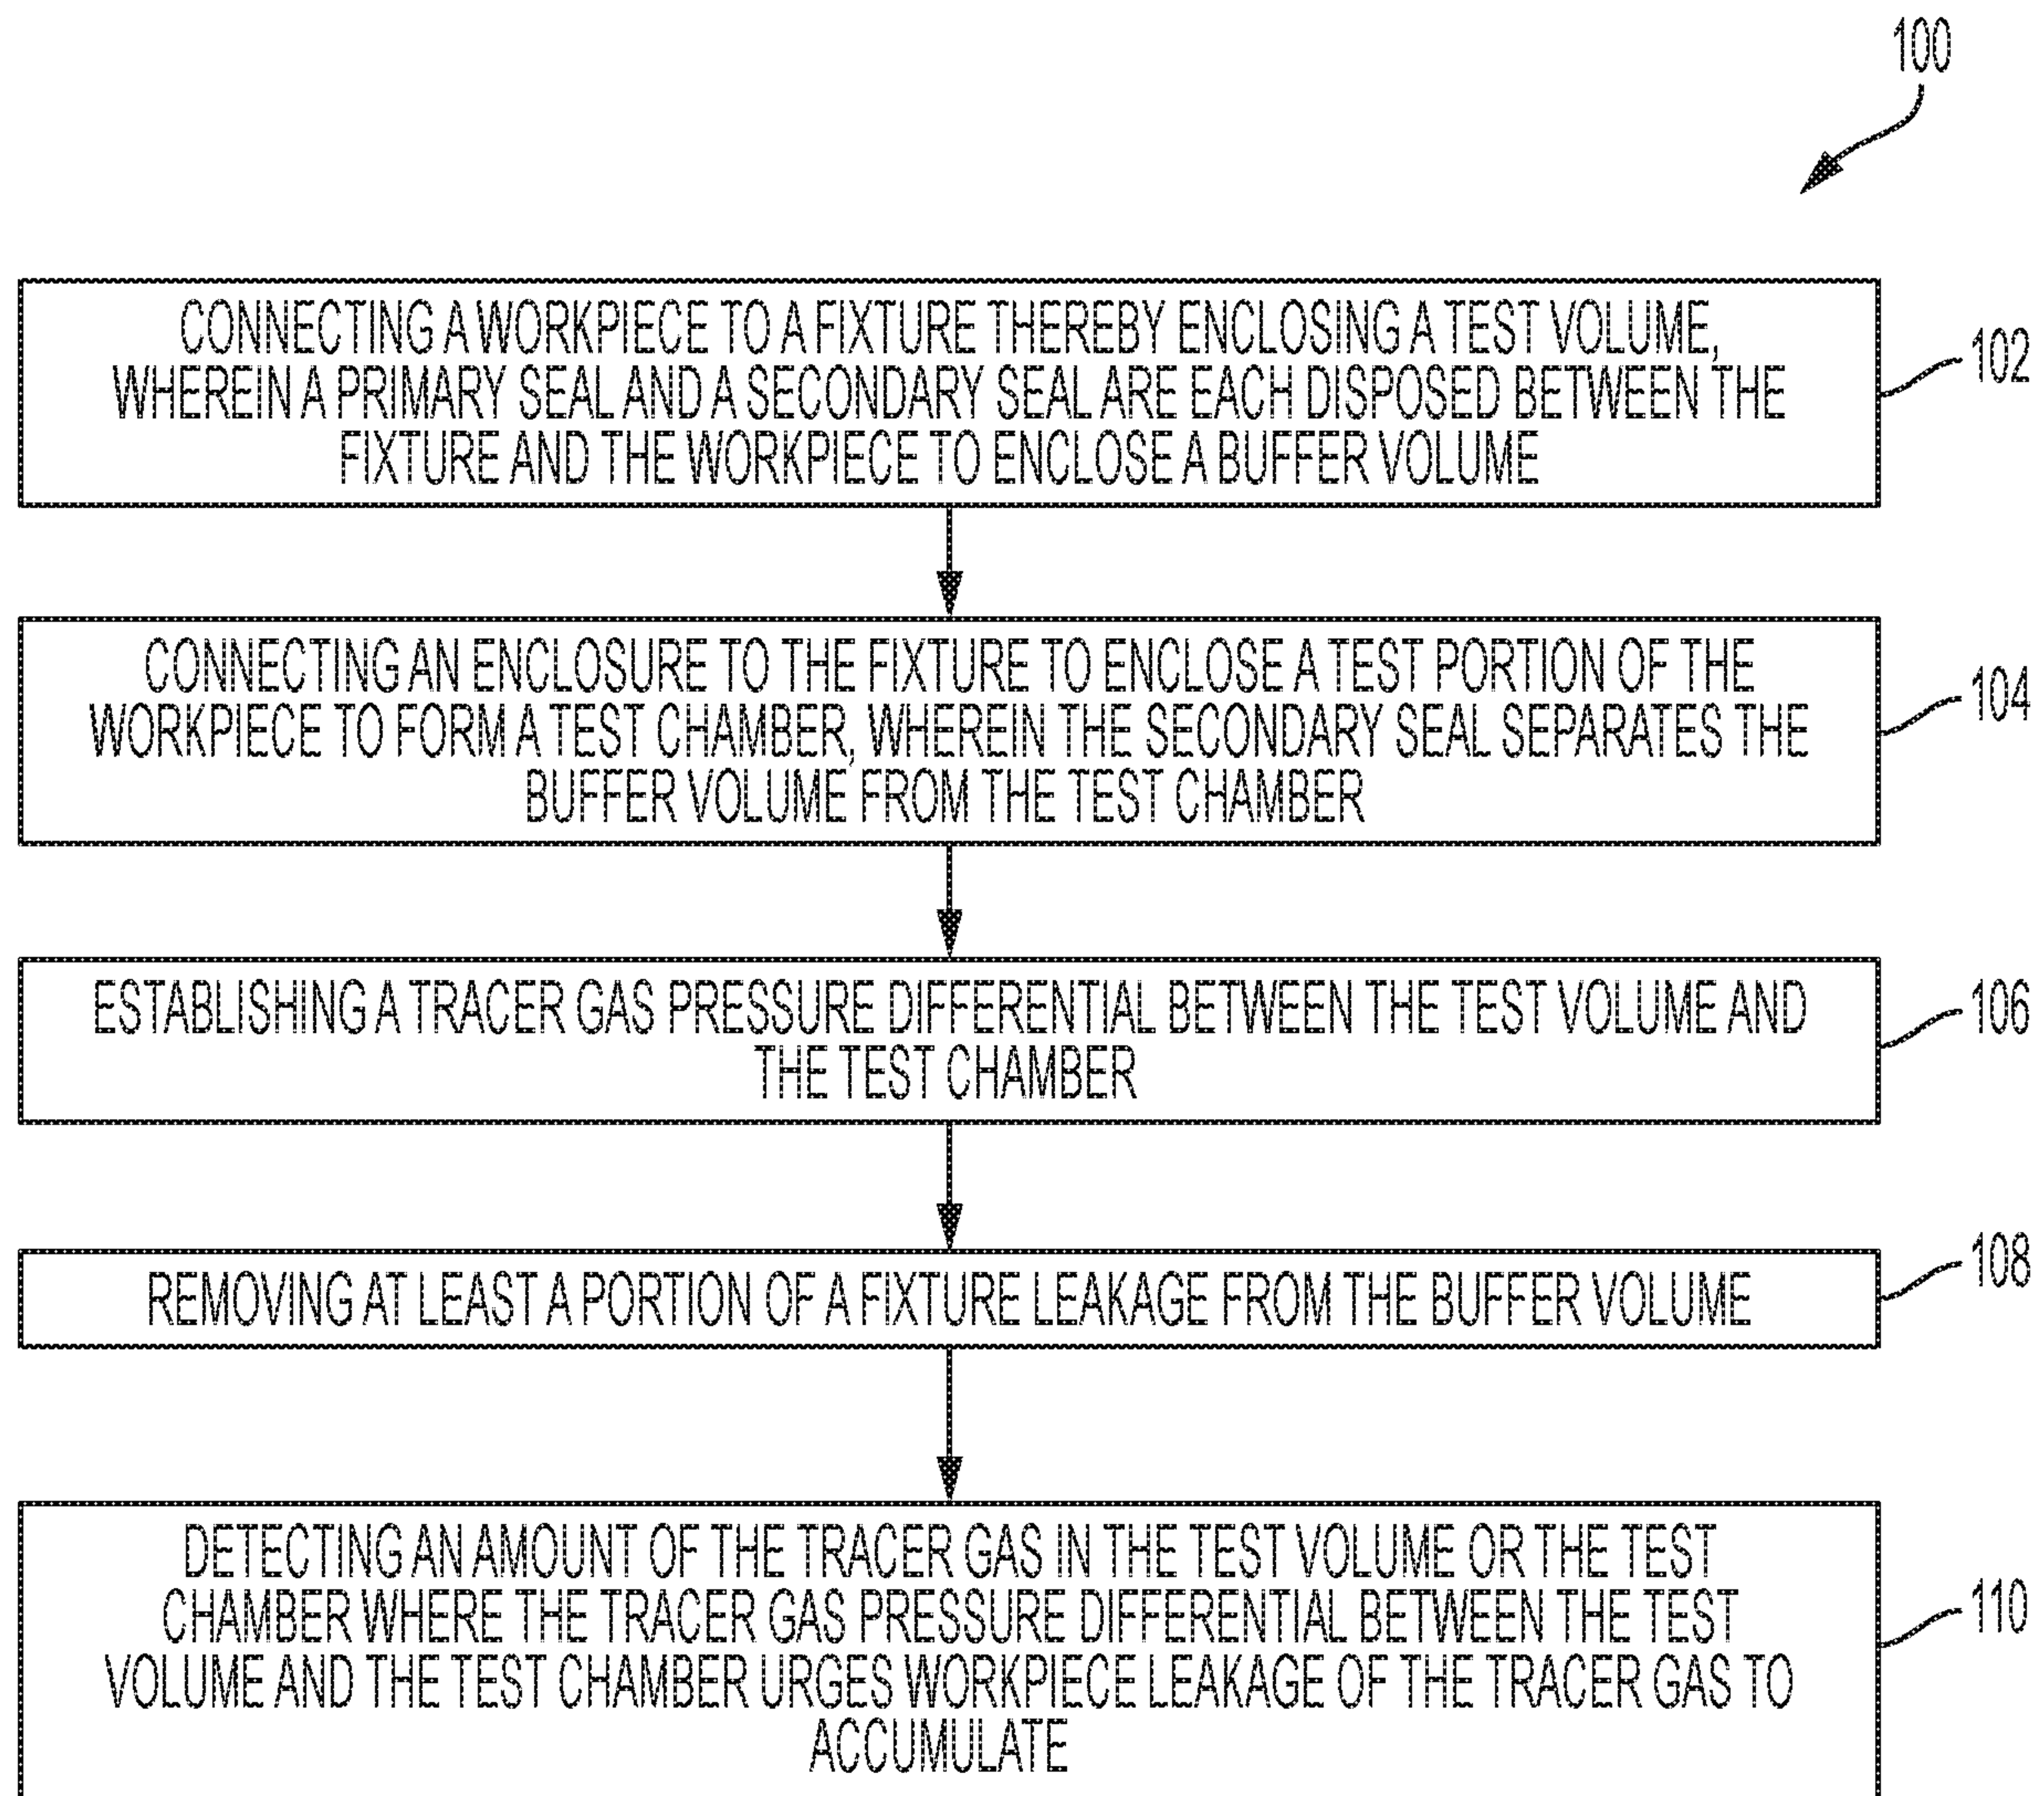 100
CONNECTING A WORKPIECE TO A FIXTURE THEREBY ENCLOSING A TEST VOLUME,
WHEREIN A PRIMARY SEAL AND A SECONDARY SEAL ARE EACH DISPOSED BETWEEN THE
FIXTURE AND THE WORKPIECE TO ENCLOSE A BUFFER VOLUME
102
CONNECTING AN ENCLOSURE TO THE FIXTURE TO ENCLOSE A TEST PORTION OF THE
WORKPIECE TO FORM A TEST CHAMBER, WHEREIN THE SECONDARY SEAL SEPARATES THE
BUFFER VOLUME FROM THE TEST CHAMBER
104
ESTABLISHING A TRACER GAS PRESSURE DIFFERENTIAL BETWEEN THE TEST VOLUME AND
THE TEST CHAMBER
106
REMOVING AT LEAST A PORTION OF A FIXTURE LEAKAGE FROM THE BUFFER VOLUME
108
DETECTING AN AMOUNT OF THE TRACER GAS IN THE TEST VOLUME OR THE TEST
CHAMBER WHERE THE TRACER GAS PRESSURE DIFFERENTIAL BETWEEN THE TEST
VOLUME AND THE TEST CHAMBER URGES WORKPIECE LEAKAGE OF THE TRACER GAS TO
ACCUMULATE
110